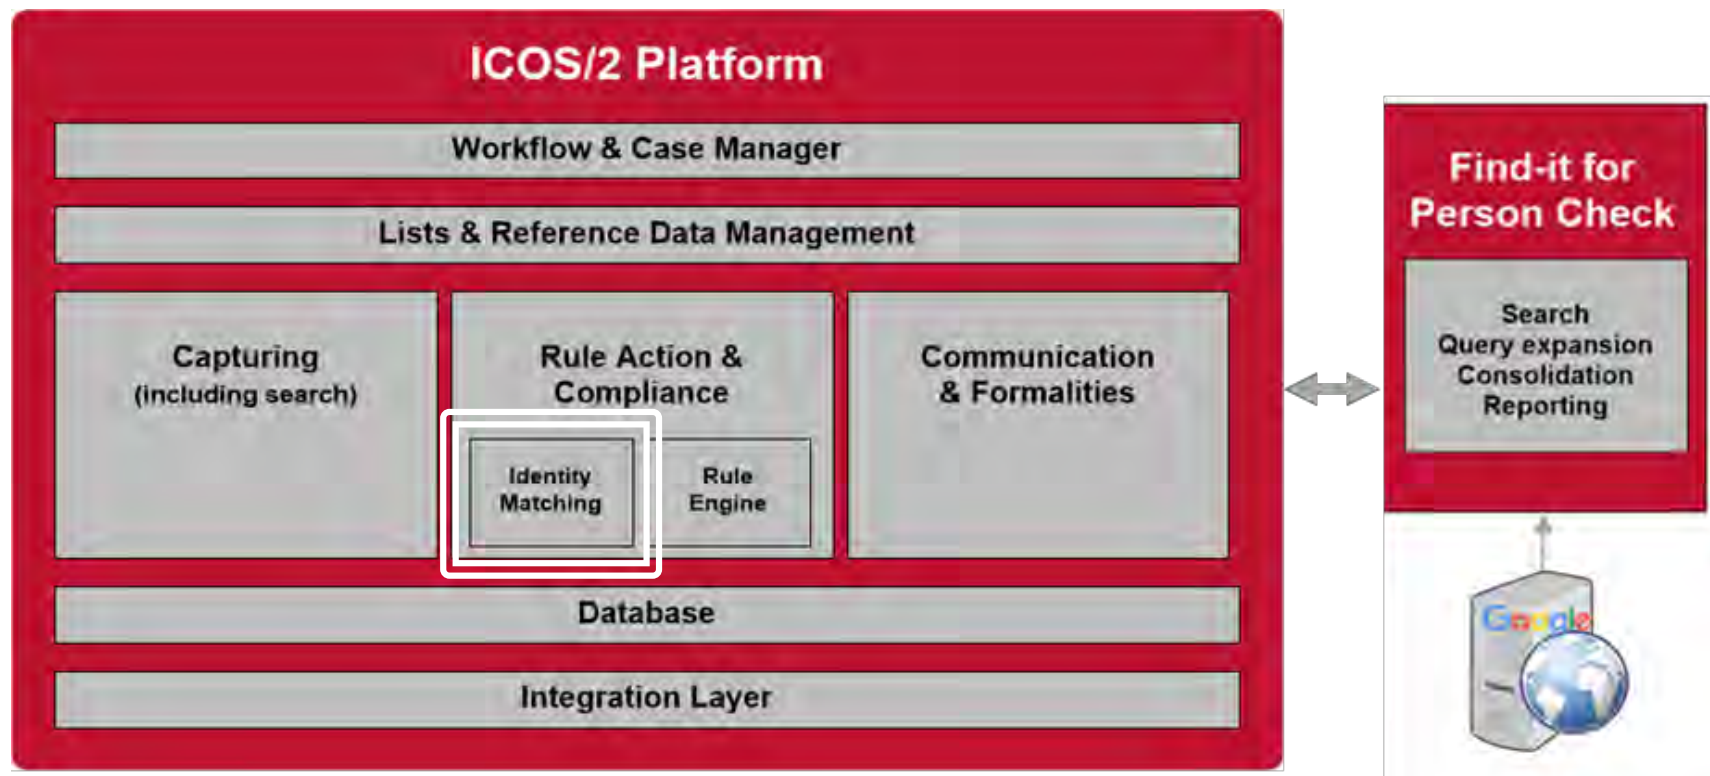 ICOS/2 Platform
Workflow & Case Manager
Lists & Reference Data Management
Capturing
(including search)
Rule Action &
Compliance
Identity
Matching
Rule
Engine
Communication
& Formalities
Database
Integration Layer
Find-it for
Person Check
Search
Query expansion
Consolidation
Reporting
Google